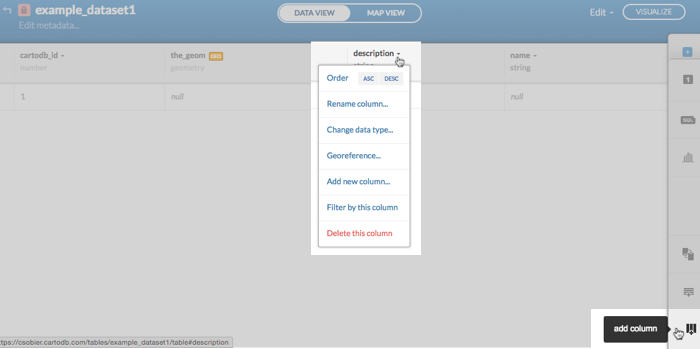 example_dataset1
DATA VIEW
MAP VIEW
Edit
VISUALIZE
Edit metadata...
cartodb_id
number
the_geom GEO
geometry
description
string
name
string
1
null
null
Order ASC DESC
Rename column...
Change data type...
Georeference...
Add new column...
Filter by this column
Delete this column
1
SQL
add column
ttps://csobier.cartodb.com/tables/example_dataset1/table#description